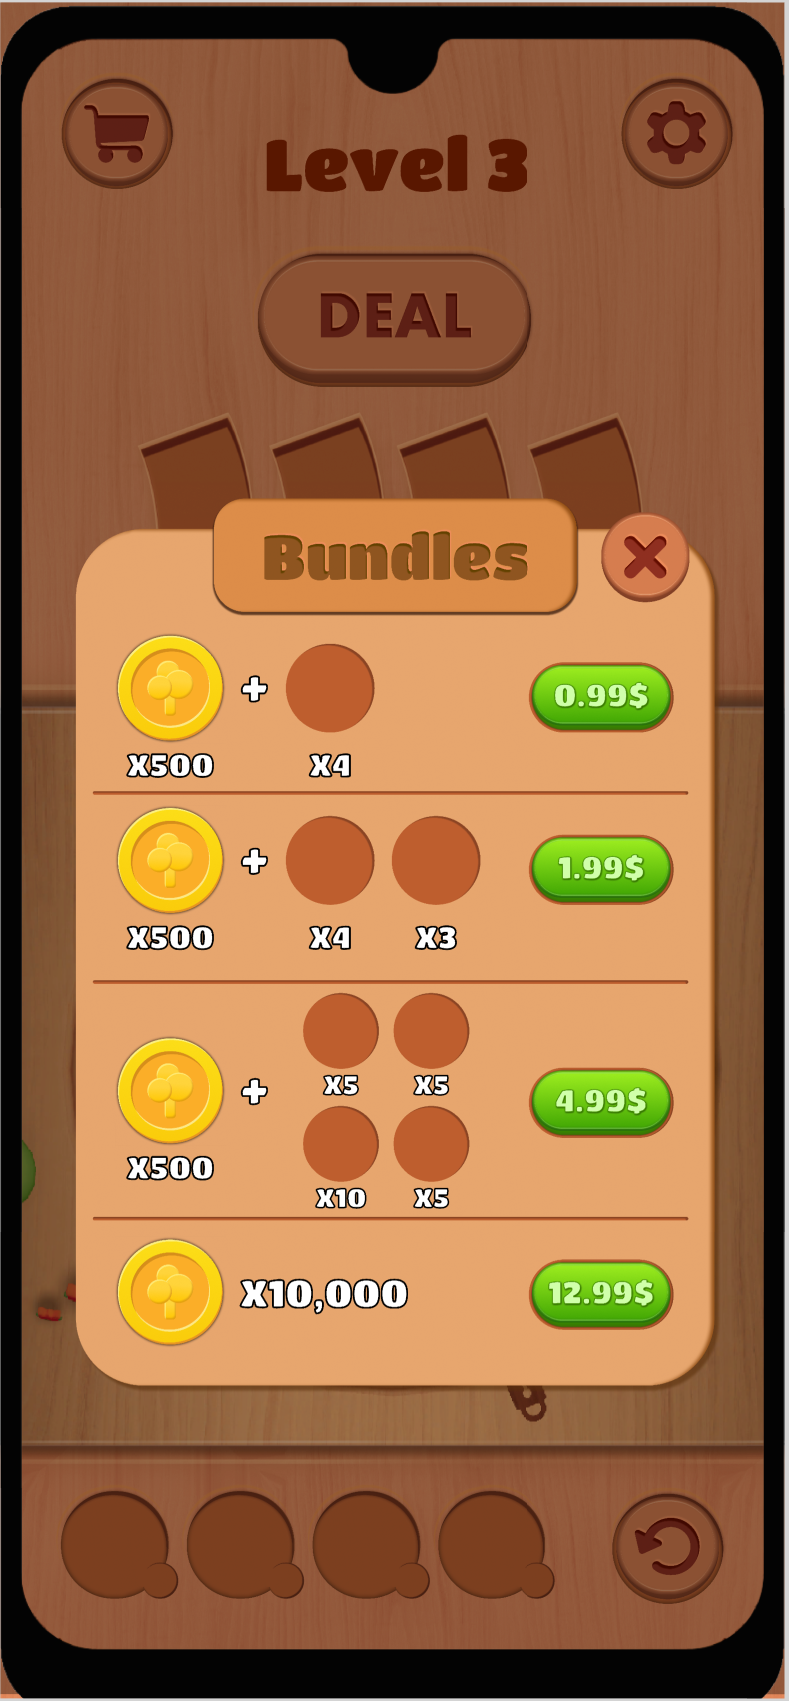 Level 3
DEAL
Bundles
+
0.99$
X500 X4
+
1.99$
X500 X4 X3
X5 X5
+
4.99$
X500
X10 X5
X10,000 12.99$